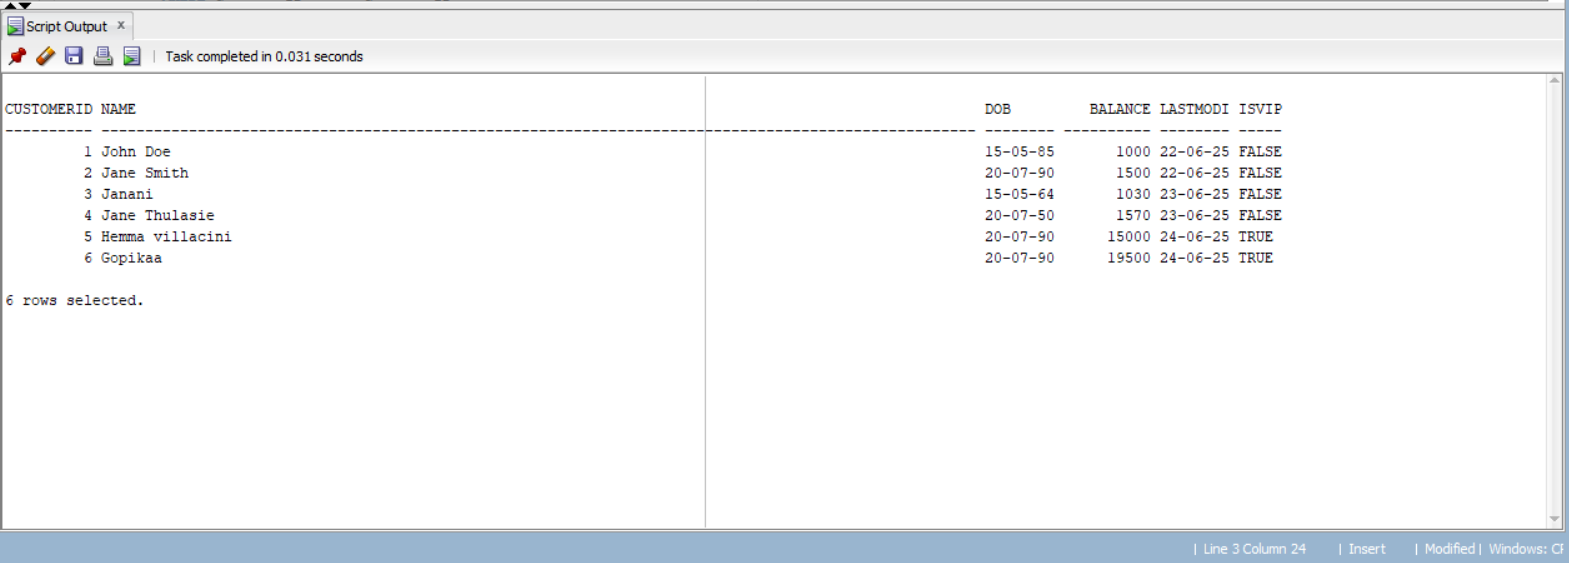 Script Output x
Task completed in 0.031 seconds
CUSTOMERID NAME DOB BALANCE LASTMODI ISVIP
---------- ---------------------------------------------------------------------------------------------------- -------- ---------- -------- -----
1 John Doe 15-05-85 1000 22-06-25 FALSE
2 Jane Smith 20-07-90 1500 22-06-25 FALSE
3 Janani 15-05-64 1030 23-06-25 FALSE
4 Jane Thulasie 20-07-50 1570 23-06-25 FALSE
5 Hemma villacini 20-07-90 15000 24-06-25 TRUE
6 Gopikaa 20-07-90 19500 24-06-25 TRUE
6 rows selected.
| Line 3 Column 24 | Insert | Modified | Windows: